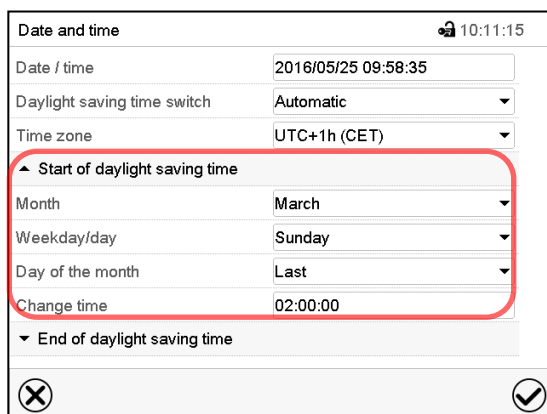 Date and time 10:11:15
Date / time 2016/05/25 09:58:35
Daylight saving time switch Automatic
Time zone UTC+1h (CET)
Start of daylight saving time
Month March
Weekday/day Sunday
Day of the month Last
Change time 02:00:00
End of daylight saving time